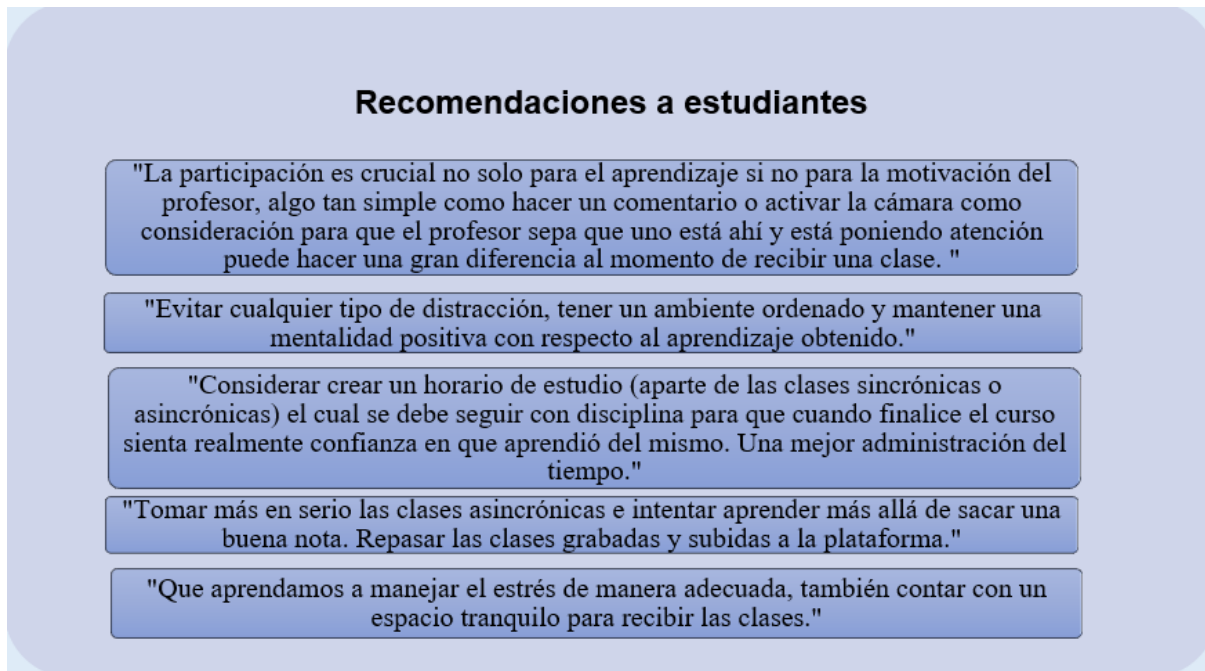 Recomendaciones a estudiantes
"La participación es crucial no solo para el aprendizaje si no para la motivación del
profesor, algo tan simple como hacer un comentario o activar la cámara como
consideración para que el profesor sepa que uno está ahí y está poniendo atención
puede hacer una gran diferencia al momento de recibir una clase. "
"Evitar cualquier tipo de distracción, tener un ambiente ordenado y mantener una
mentalidad positiva con respecto al aprendizaje obtenido."
"Considerar crear un horario de estudio (aparte de las clases sincrónicas o
asincrónicas) el cual se debe seguir con disciplina para que cuando finalice el curso
sienta realmente confianza en que aprendió del mismo. Una mejor administración del
tiempo."
"Tomar más en serio las clases asincrónicas e intentar aprender más allá de sacar una
buena nota. Repasar las clases grabadas y subidas a la plataforma."
"Que aprendamos a manejar el estrés de manera adecuada, también contar con un
espacio tranquilo para recibir las clases."